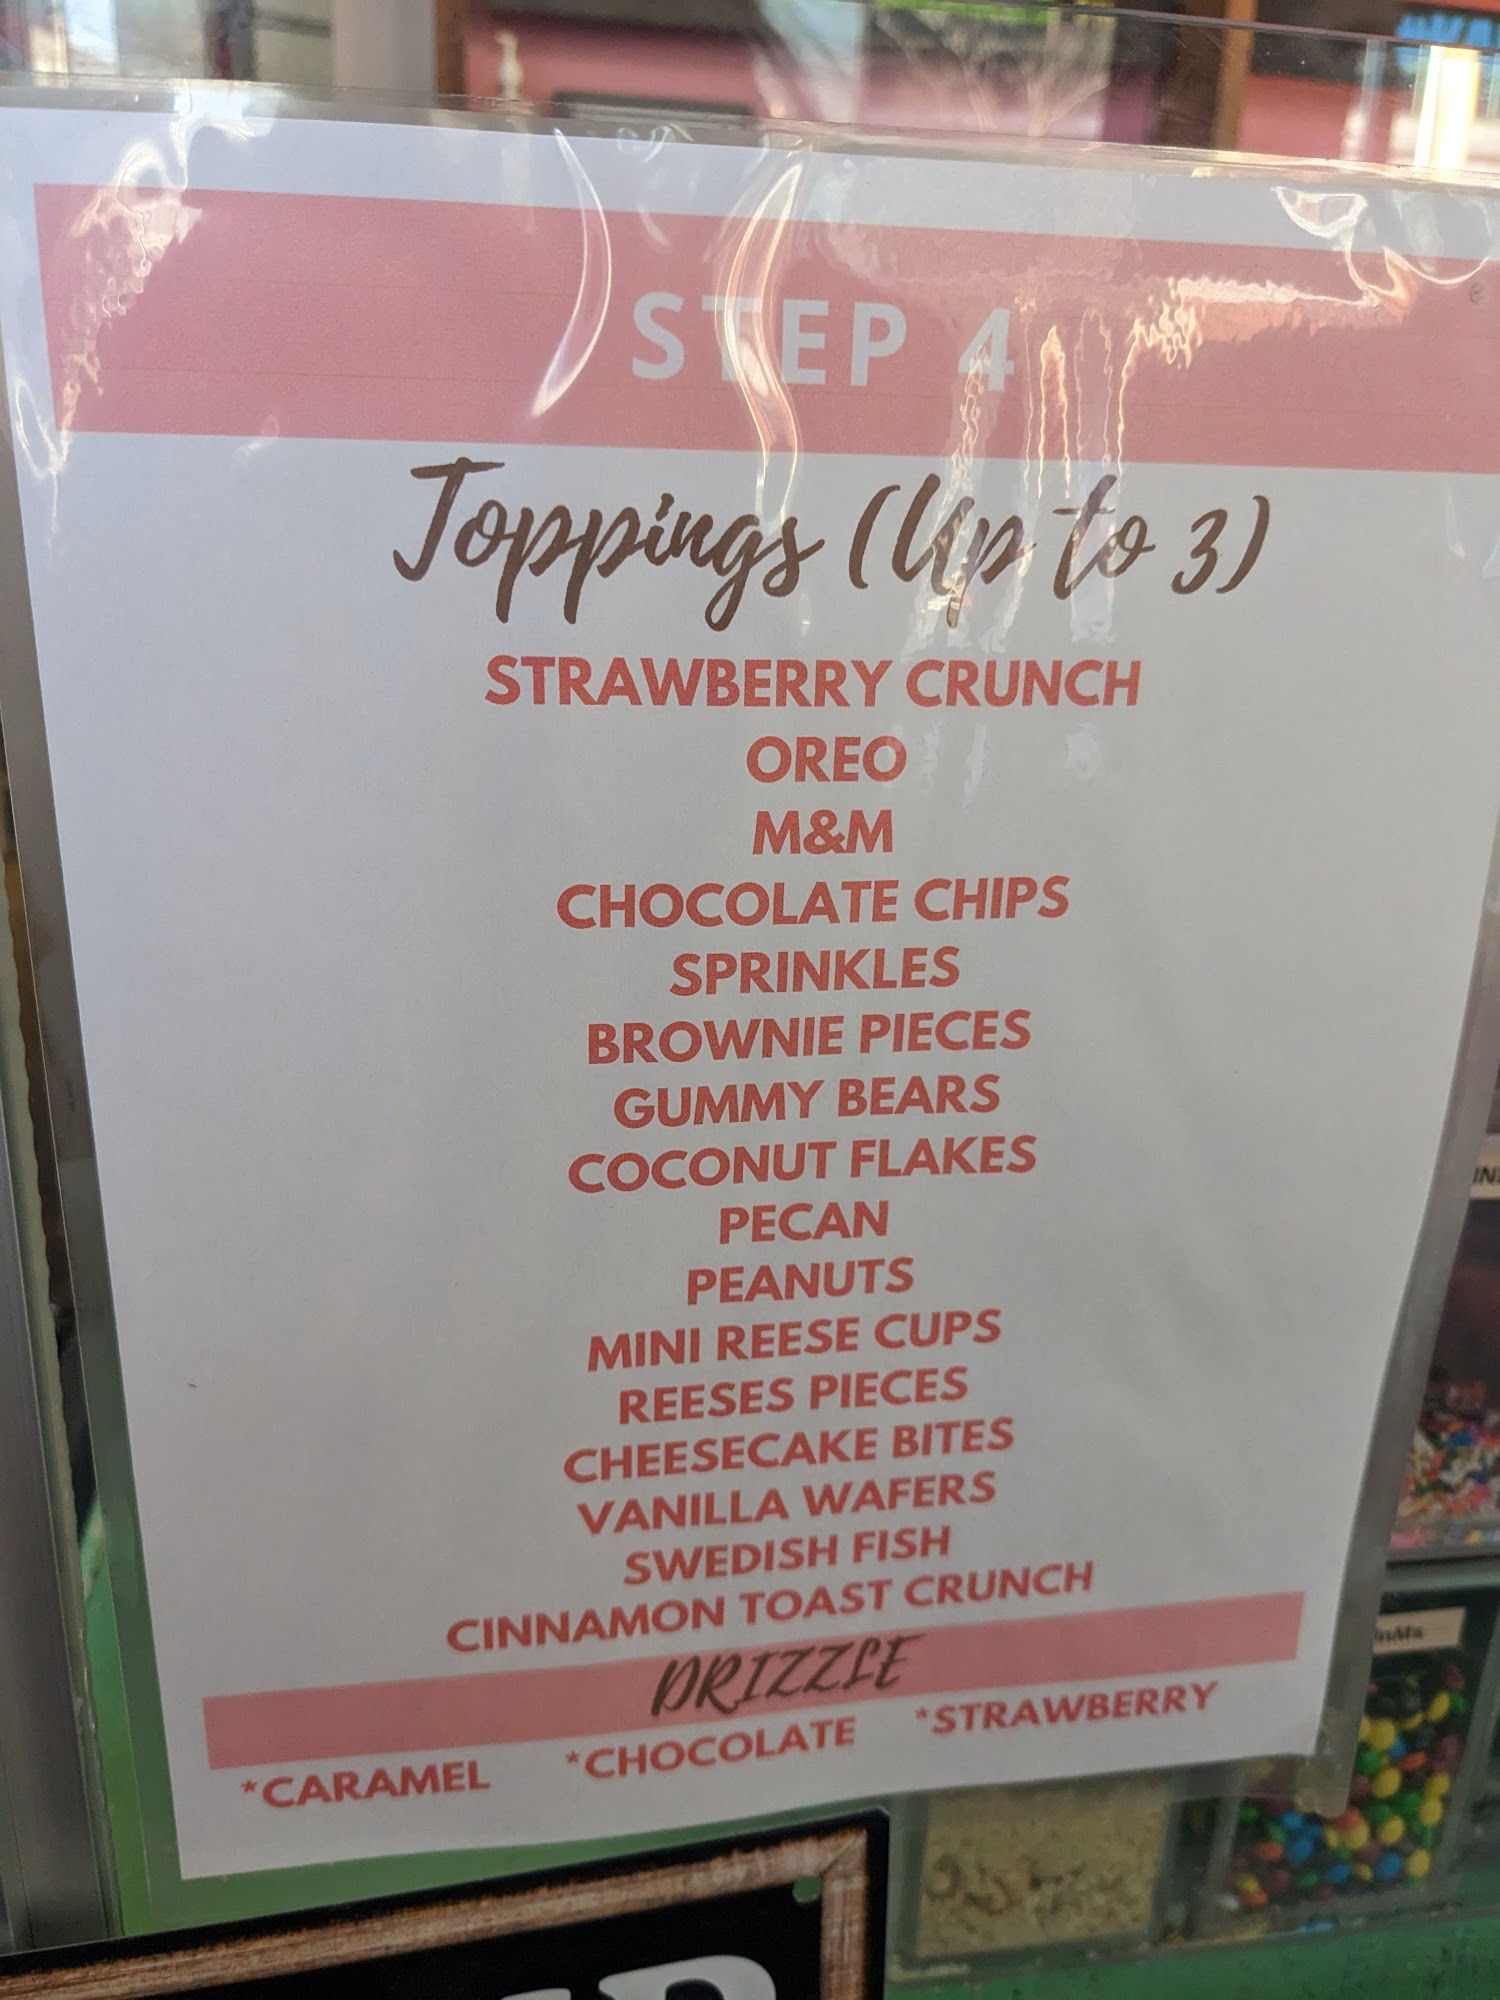 STEP 4
Toppings (Up to 3)
STRAWBERRY CRUNCH
OREO
M&M
CHOCOLATE CHIPS
SPRINKLES
BROWNIE PIECES
GUMMY BEARS
COCONUT FLAKES
PECAN
PEANUTS
MINI REESE CUPS
REESES PIECES
CHEESECAKE BITES
VANILLA WAFERS
SWEDISH FISH
CINNAMON TOAST CRUNCH
DRIZZLE
*CARAMEL *CHOCOLATE *STRAWBERRY